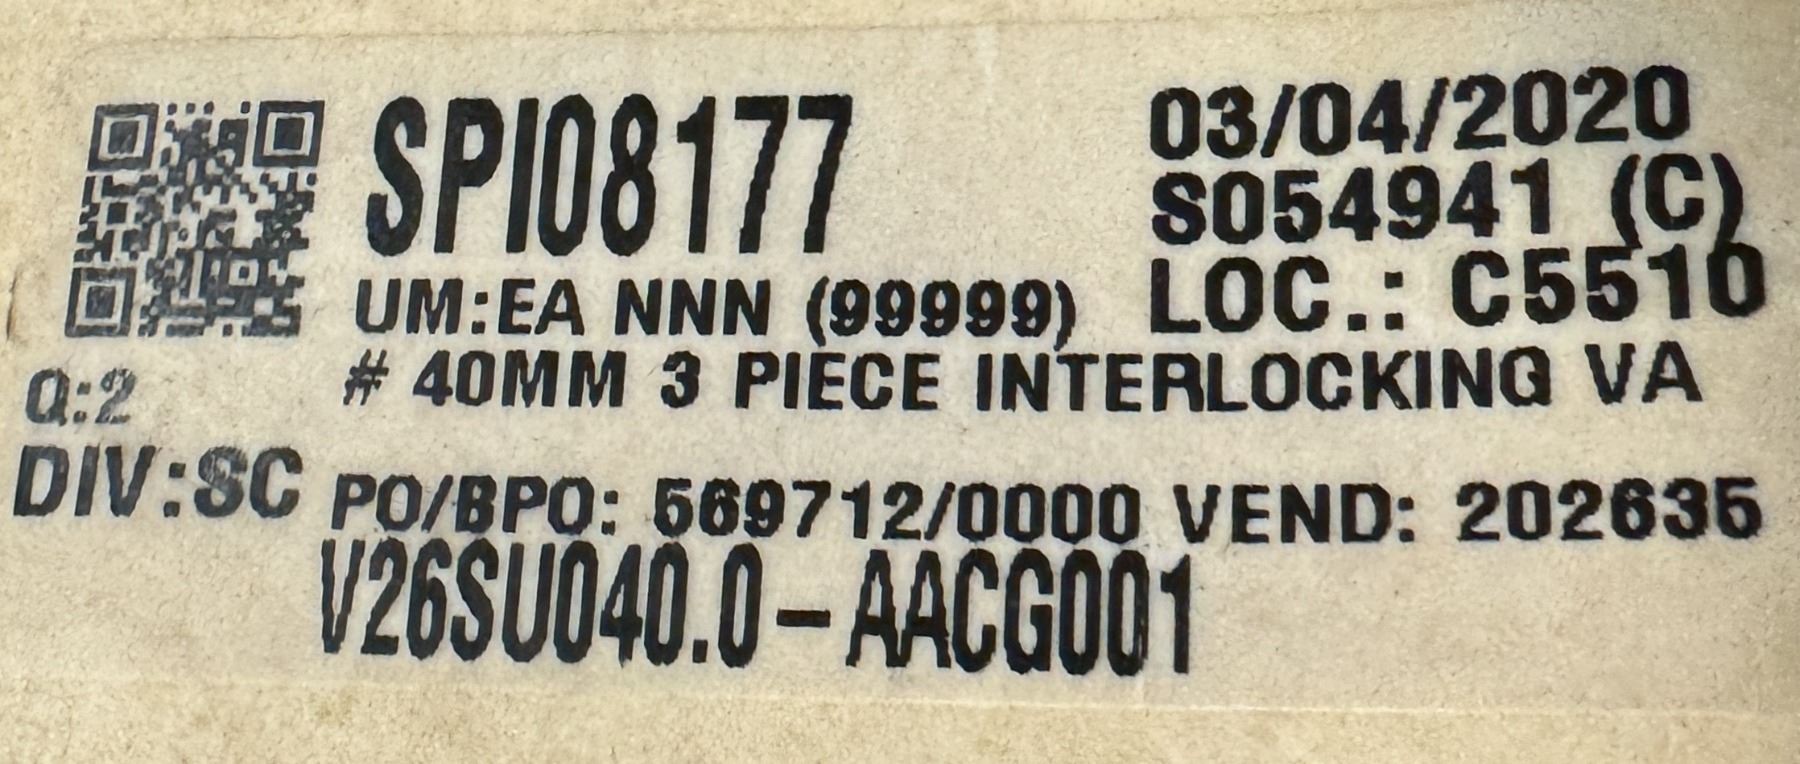 SPI08177
03/04/2020
S054941 (C)
LOC.: C5510
UM:EA NNN (99999)
# 40MM 3 PIECE INTERLOCKING VA
Q:2
DIV:SC
PO/BPO: 569712/0000 VEND: 202635
V26SU040.0-AACG001